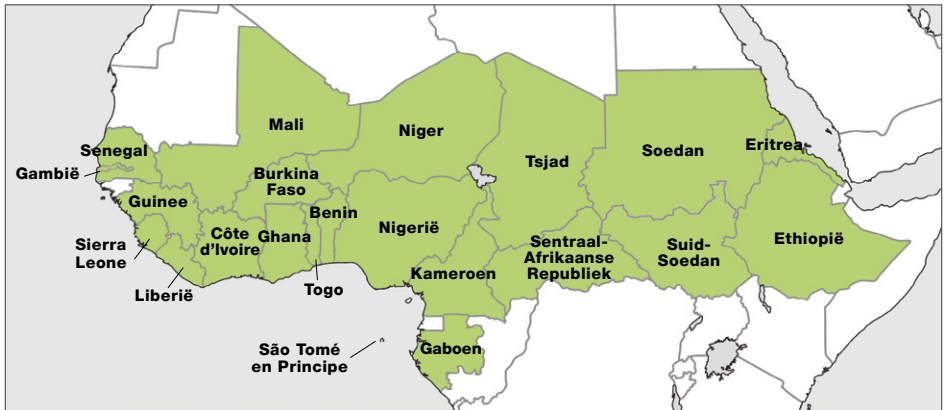 Mali
Niger
Tsjad
Soedan
Eritrea
Senegal
Gambië
Burkina
Faso
Guinee
Benin
Nigerië
Côte
d'Ivoire
Ghana
Sierra
Leone
Liberië
Togo
Kameroen
Sentraal-
Afrikaanse
Republiek
Suid-
Soedan
Ethiopië
São Tomé
en Principe
Gaboen